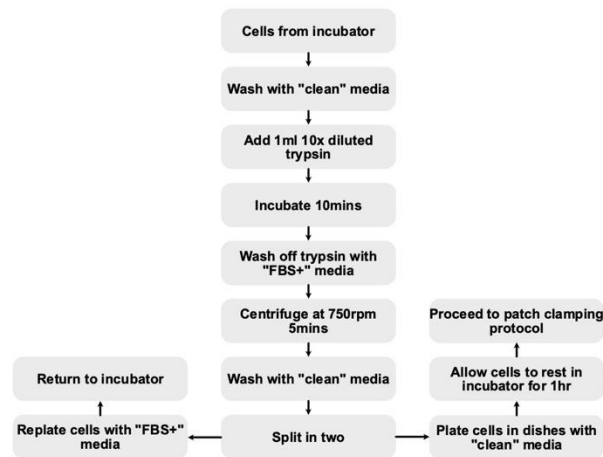 Cells from incubator
Wash with "clean" media
Add 1ml 10x diluted
trypsin
Incubate 10mins
Wash off trypsin with
"FBS+" media
Centrifuge at 750rpm
5mins
Wash with "clean" media
Split in two
Replate cells with "FBS+"
media
Return to incubator
Plate cells in dishes with
"clean" media
Allow cells to rest in
incubator for 1hr
Proceed to patch clamping
protocol